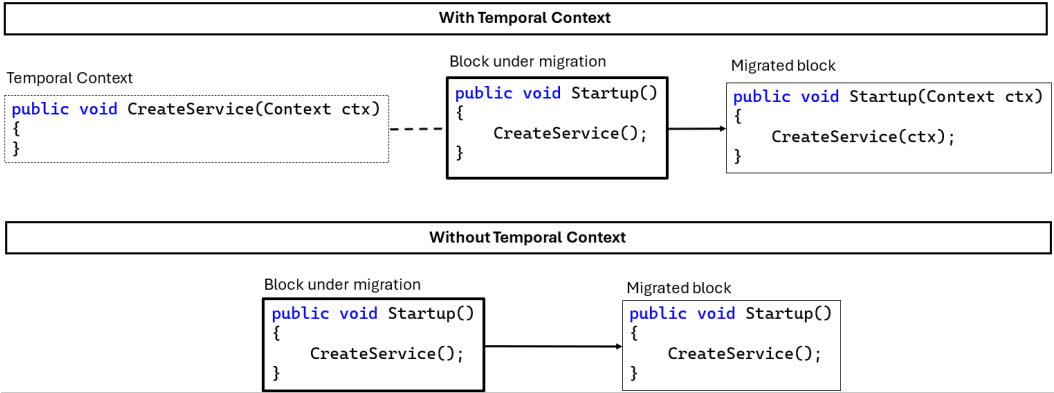 With Temporal Context
Temporal Context
public void CreateService(Context ctx)
{
}
Block under migration
public void Startup()
{
    CreateService();
}
Migrated block
public void Startup(Context ctx)
{
    CreateService(ctx);
}
Without Temporal Context
Block under migration
public void Startup()
{
    CreateService();
}
Migrated block
public void Startup()
{
    CreateService();
}